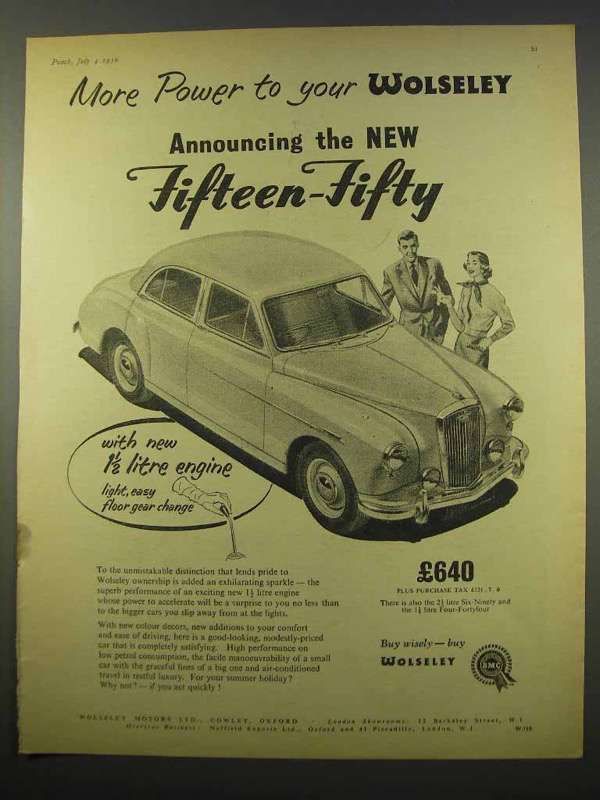 Punch, July 4 1956
More Power to your WOLSELEY
Announcing the NEW
Fifteen-Fifty
with new
1½ litre engine
light, easy
floor gear change
To the unmistakable distinction that lends pride to
Wolseley ownership is added an exhilarating sparkle — the
superb performance of an exciting new 1½ litre engine
whose power to accelerate will be a surprise to you no less than
to the bigger cars you slip away from at the lights.
With new colour decors, new additions to your comfort
and ease of driving, here is a good-looking, modestly-priced
car that is completely satisfying. High performance on
low petrol consumption, the facile manoeuvrability of a small
car with the graceful lines of a big one and air-conditioned
travel in restful luxury. For your summer holiday?
Why not? — if you act quickly!
£640
PLUS PURCHASE TAX £321. 7. 0
There is also the 2½ litre Six-Ninety and
the 1¼ litre Four-Fortyfour
Buy wisely — buy
WOLSELEY
BMC
WOLSELEY MOTORS LTD., COWLEY, OXFORD London Showrooms: 12 Berkeley Street, W.1
Overseas Business: Nuffield Exports Ltd., Oxford and 41 Piccadilly, London, W.1